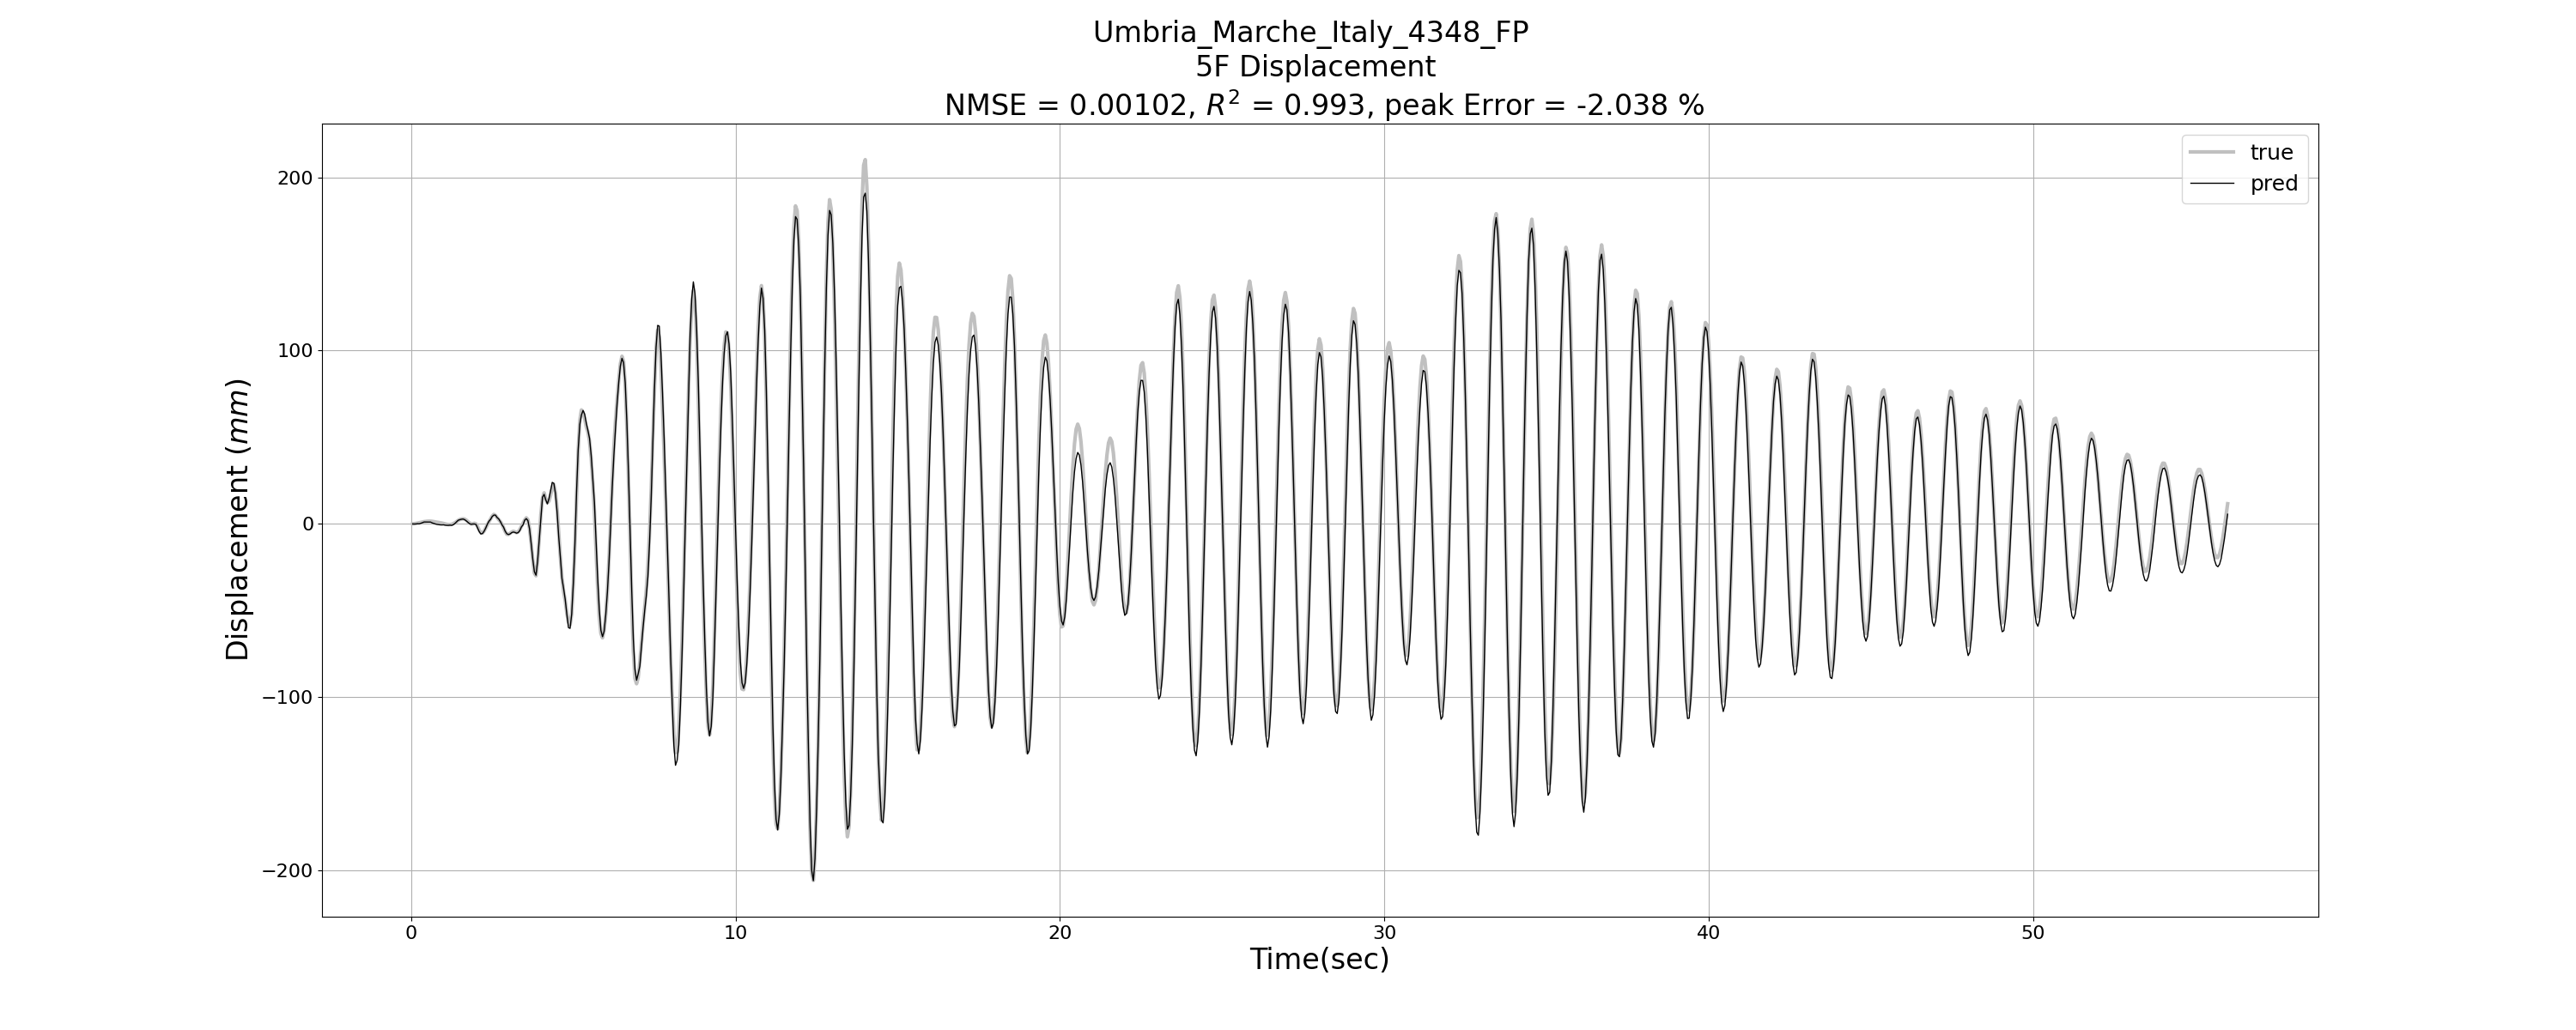 Umbria_Marche_Italy_4348_FP
5F Displacement
NMSE = 0.00102, R² = 0.993, peak Error = -2.038 %
true
pred
200
100
0
−100
−200
Displacement (mm)
0 10 20 30 40 50
Time(sec)